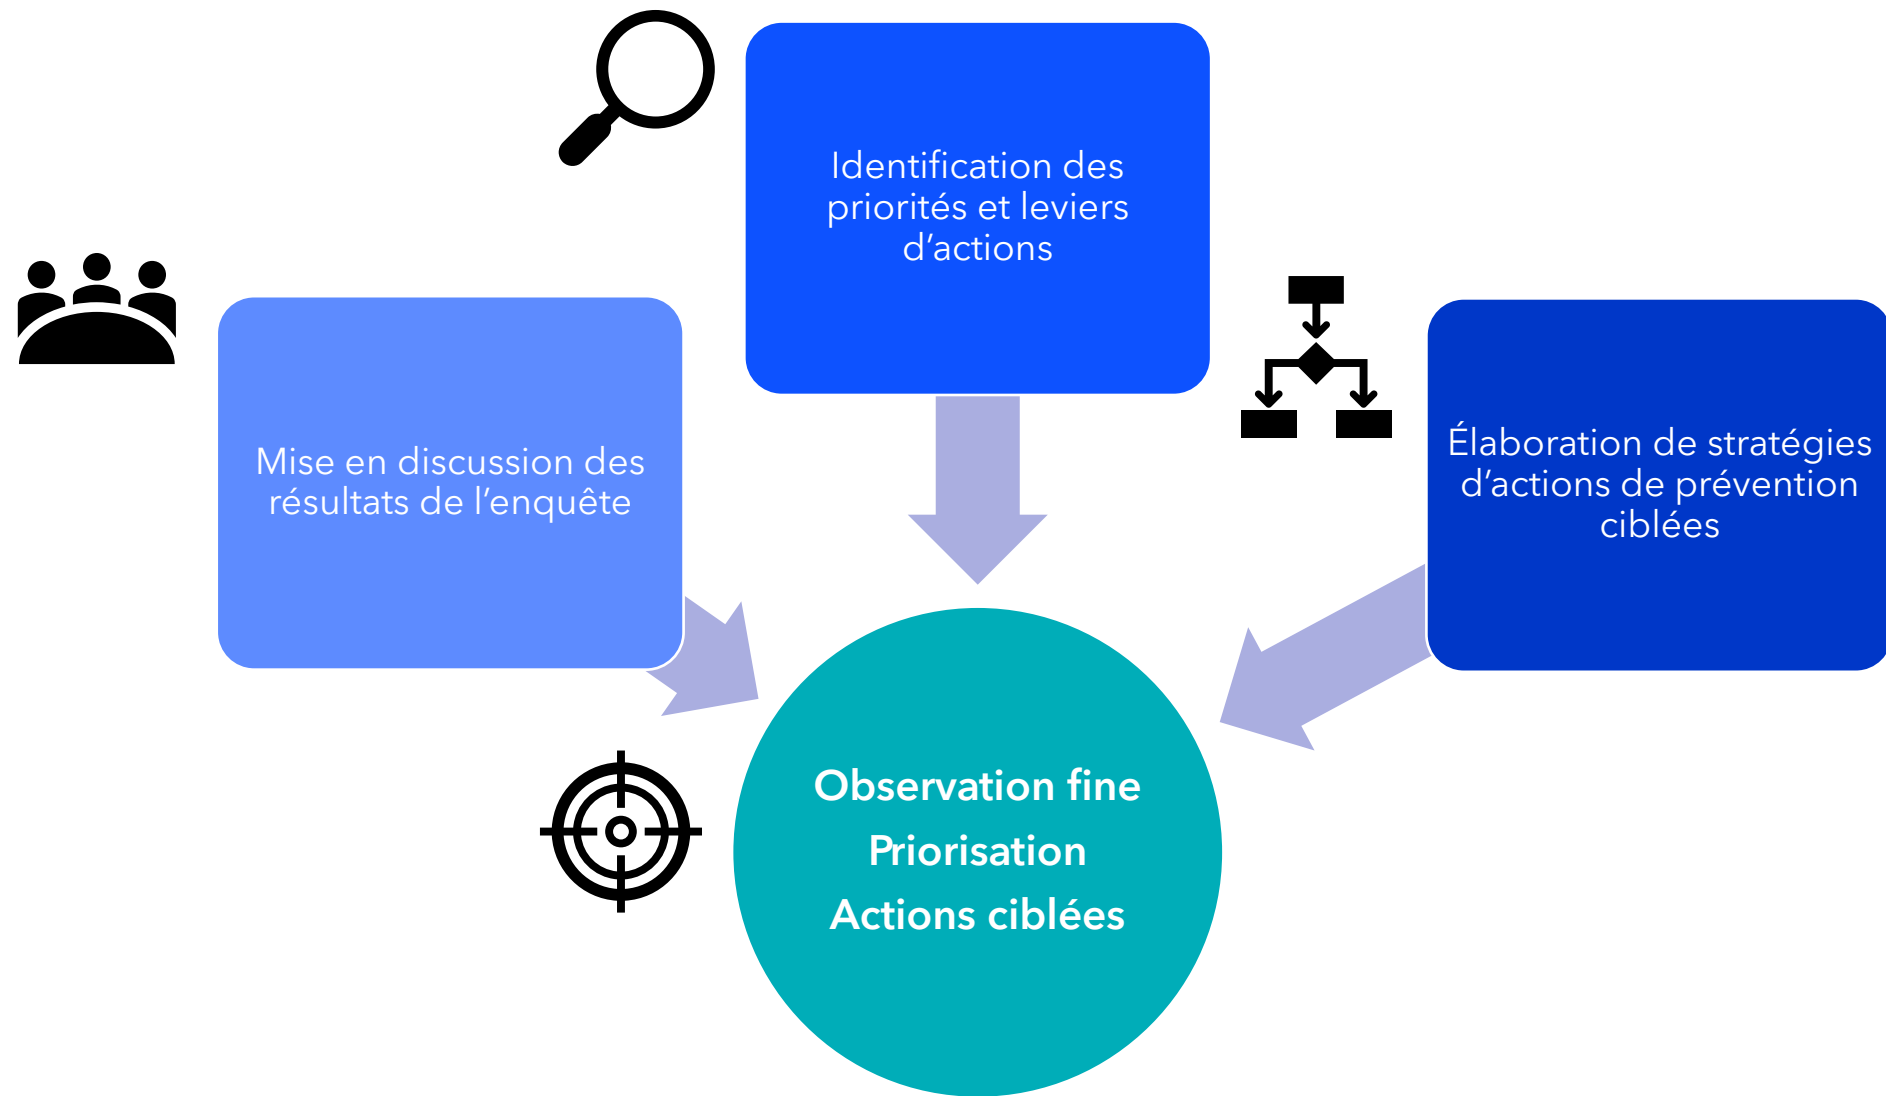 Identification des
priorités et leviers
d’actions
Mise en discussion des
résultats de l’enquête
Élaboration de stratégies
d’actions de prévention
ciblées
Observation fine
Priorisation
Actions ciblées